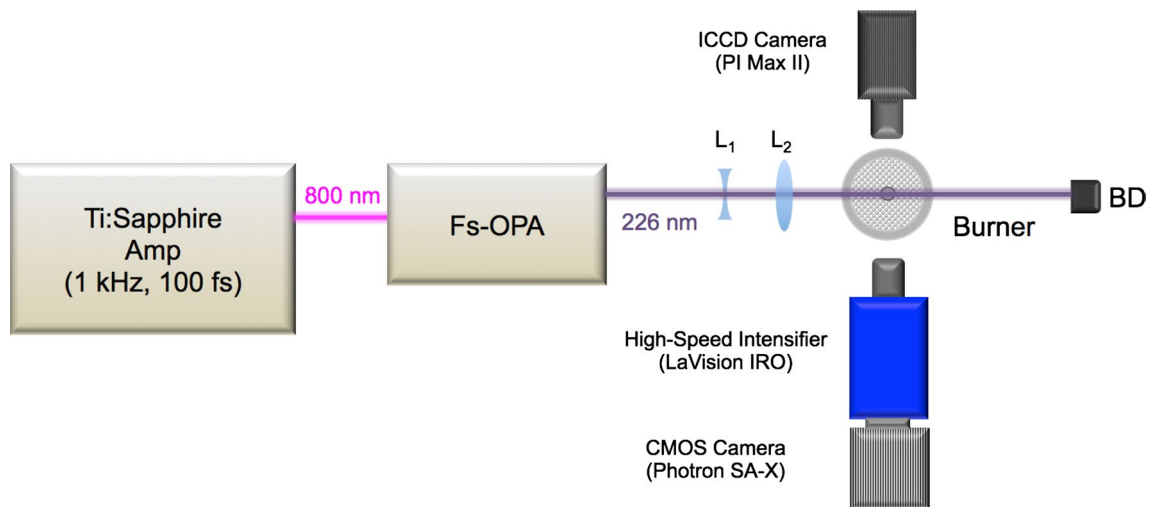 ICCD Camera
(PI Max II)
L1
L2
Ti:Sapphire
Amp
(1 kHz, 100 fs)
800 nm
Fs-OPA
226 nm
Burner
BD
High-Speed Intensifier
(LaVision IRO)
CMOS Camera
(Photron SA-X)